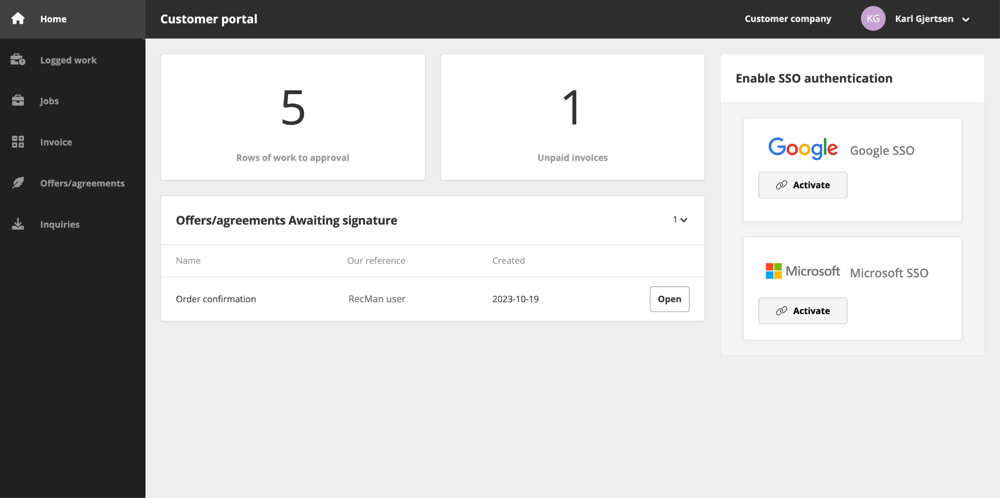 Home
Customer portal
Customer company
KG
Karl Gjertsen
Logged work
Jobs
Invoice
Offers/agreements
Inquiries
5
Rows of work to approval
1
Unpaid invoices
Offers/agreements Awaiting signature
1
Name Our reference Created
Order confirmation RecMan user 2023-10-19 Open
Enable SSO authentication
Google Google SSO
Activate
Microsoft Microsoft SSO
Activate